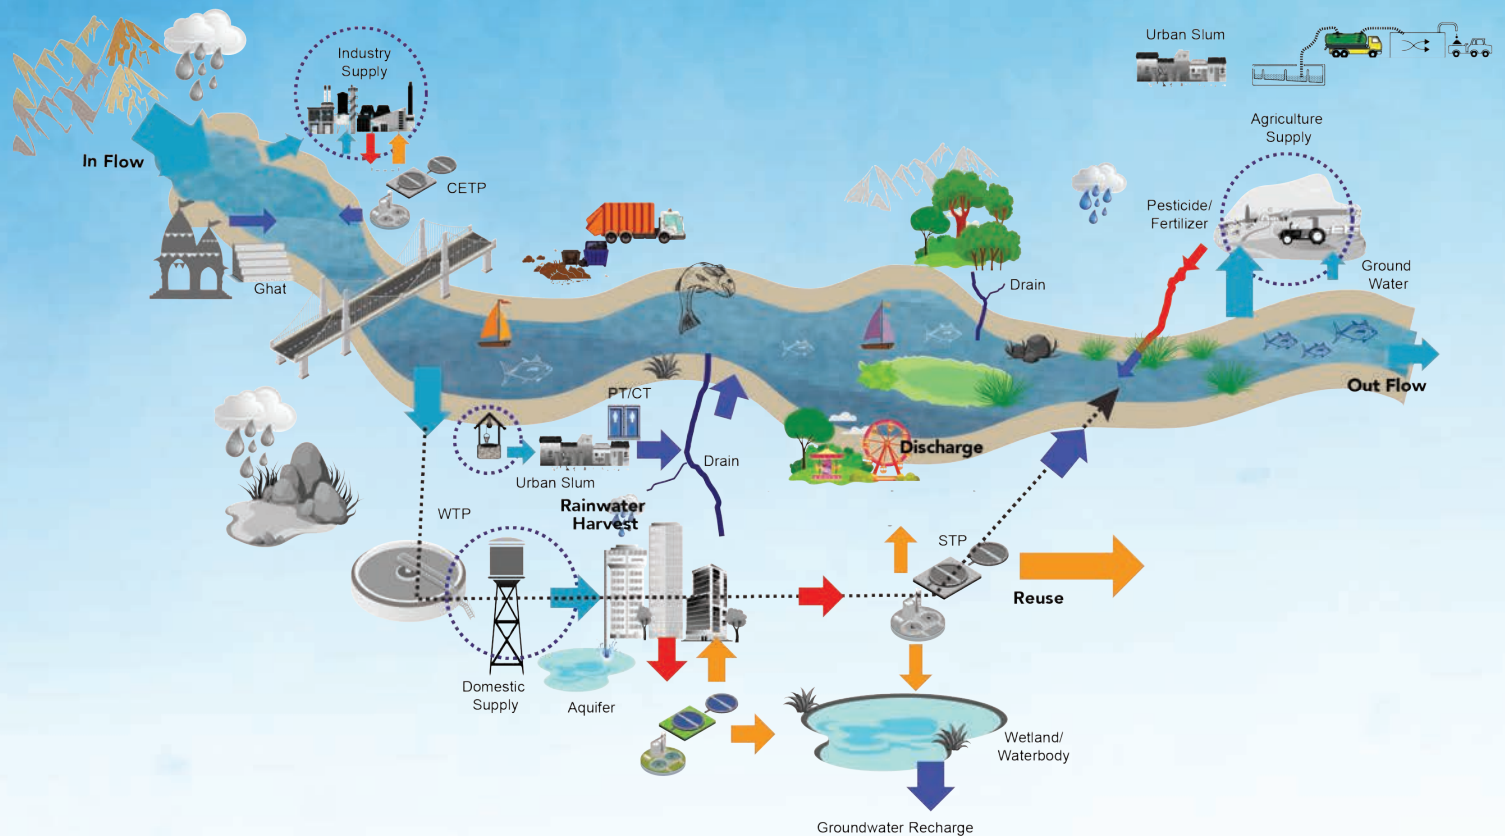 Urban Slum
Industry
Supply
Agriculture
Supply
In Flow
CETP
Pesticide/
Fertilizer
Ghat
Drain
Ground
Water
Out Flow
PT/CT
Discharge
Drain
Urban Slum
Rainwater
Harvest
WTP
STP
Reuse
Domestic
Supply
Aquifer
Wetland/
Waterbody
Groundwater Recharge